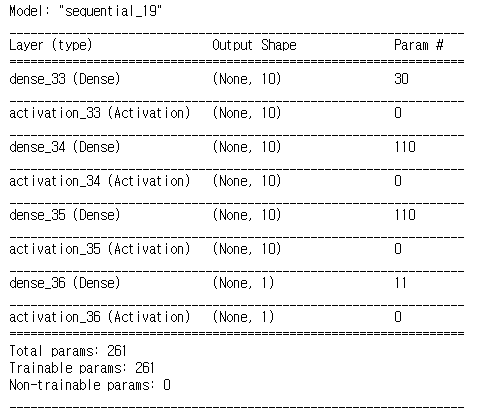 Model: "sequential_19"
Layer (type) Output Shape Param #
dense_33 (Dense) (None, 10) 30
activation_33 (Activation) (None, 10) 0
dense_34 (Dense) (None, 10) 110
activation_34 (Activation) (None, 10) 0
dense_35 (Dense) (None, 10) 110
activation_35 (Activation) (None, 10) 0
dense_36 (Dense) (None, 1) 11
activation_36 (Activation) (None, 1) 0
Total params: 261
Trainable params: 261
Non-trainable params: 0